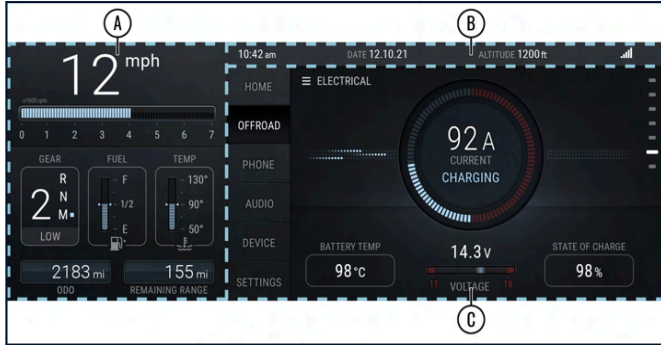 A
B
12 mph
x1000 rpm
0 1 2 3 4 5 6 7
GEAR
FUEL
TEMP
2
R
N
M
LOW
F
1/2
E
130°
90°
50°
2183 mi
ODO
155 mi
REMAINING RANGE
10:42 am
DATE 12.10.21
ALTITUDE 1200 ft
HOME
OFFROAD
PHONE
AUDIO
DEVICE
SETTINGS
☰ ELECTRICAL
92 A
CURRENT
CHARGING
BATTERY TEMP
98 °C
14.3 v
11 16
VOLTAGE
STATE OF CHARGE
98 %
C